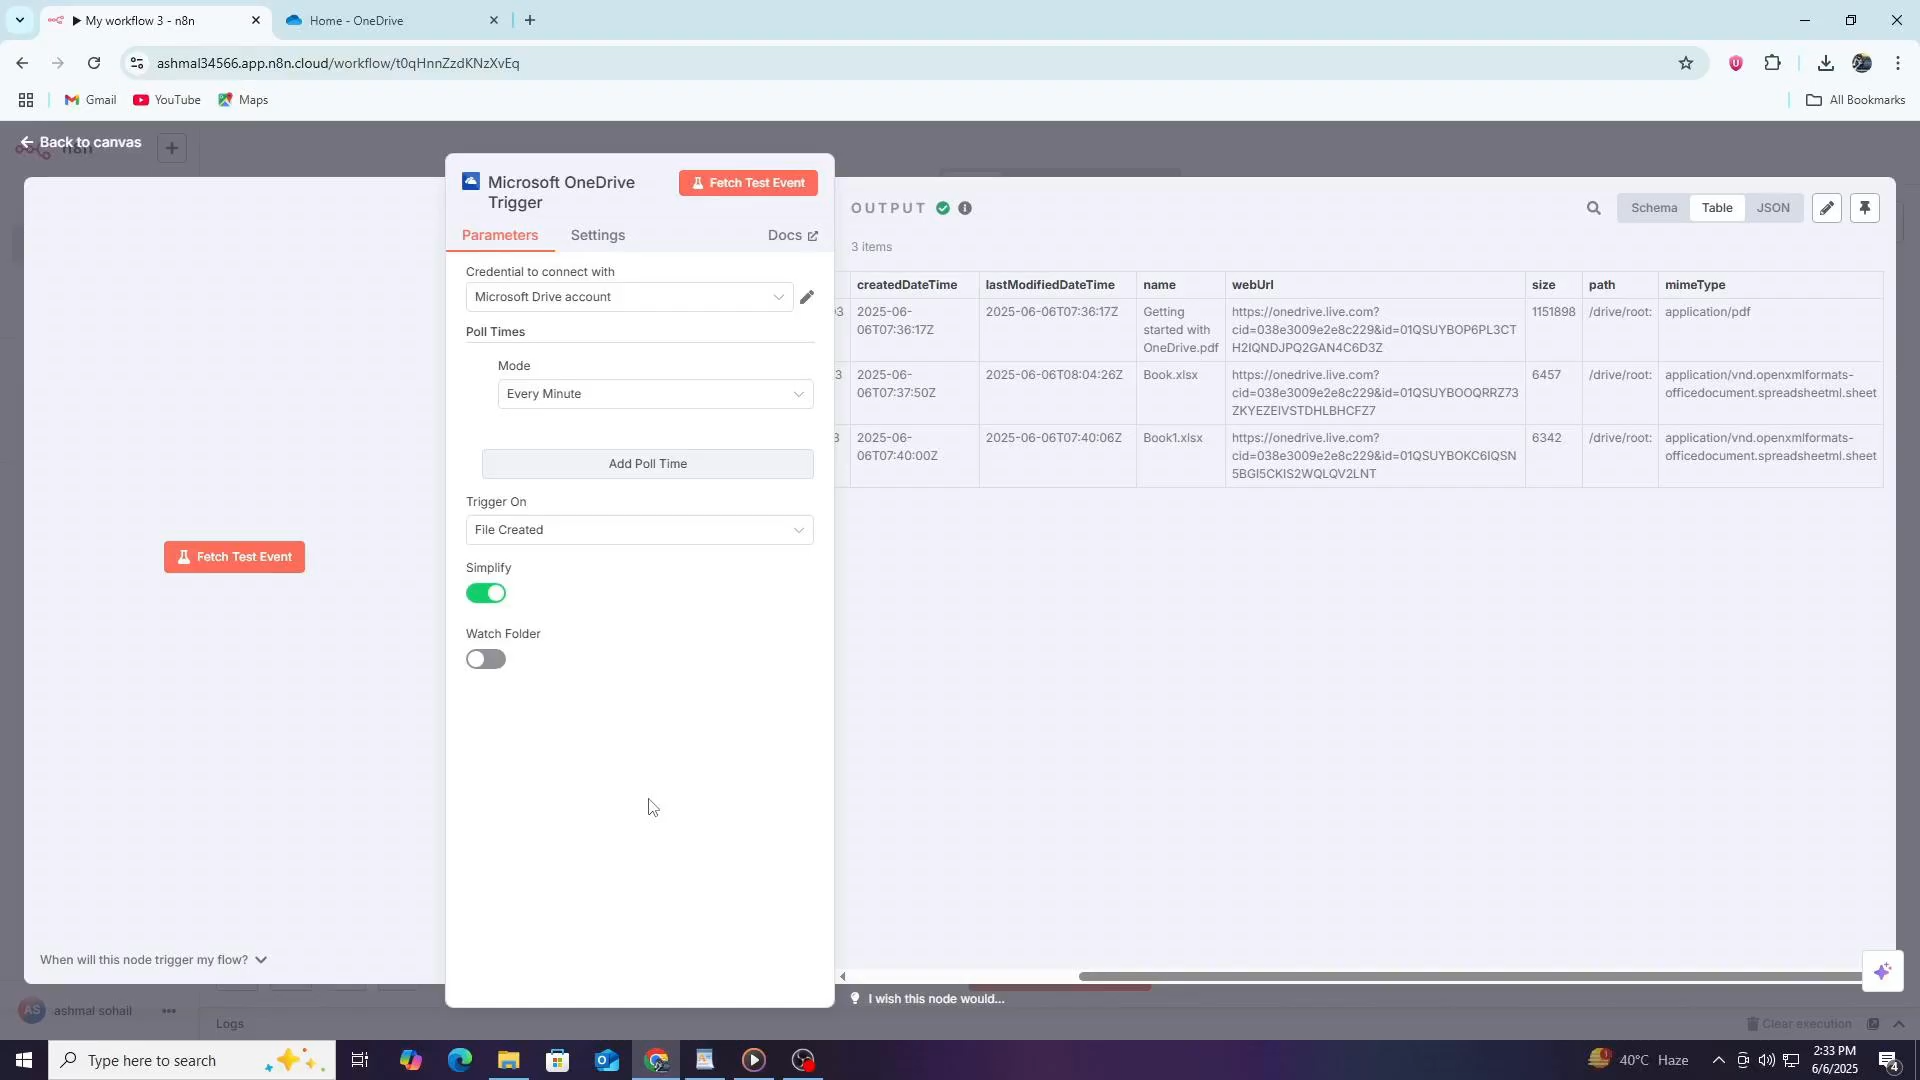 My workflow 3 - n8n
Home - OneDrive
ashmal34566.app.n8n.cloud/workflow/t0qHnnZzdKNzXvEq
Gmail
YouTube
Maps
All Bookmarks
Back to canvas
Microsoft OneDrive
Trigger
Fetch Test Event
Parameters
Settings
Docs
Credential to connect with
Microsoft Drive account
Poll Times
Mode
Every Minute
Add Poll Time
Trigger On
File Created
Simplify
Watch Folder
Fetch Test Event
When will this node trigger my flow?
OUTPUT
Schema
Table
JSON
3 items
createdDateTime
lastModifiedDateTime
name
webUrl
size
path
mimeType
2025-06-
06T07:36:17Z
2025-06-06T07:36:17Z
Getting
started with
OneDrive.pdf
https://onedrive.live.com?
cid=038e3009e2e8c229&id=01QSUYBOP6PL3CT
H2IQNDJPQ2GAN4C6D3Z
1151898
/drive/root:
application/pdf
2025-06-
06T07:37:50Z
2025-06-06T08:04:26Z
Book.xlsx
https://onedrive.live.com?
cid=038e3009e2e8c229&id=01QSUYBOOQRRZ73
ZKYEZEIVSTDHLBHCFZ7
6457
/drive/root:
application/vnd.openxmlformats-
officedocument.spreadsheetml.sheet
2025-06-
06T07:40:00Z
2025-06-06T07:40:06Z
Book1.xlsx
https://onedrive.live.com?
cid=038e3009e2e8c229&id=01QSUYBOKC6IQSN
5BGI5CKIS2WQLQV2LNT
6342
/drive/root:
application/vnd.openxmlformats-
officedocument.spreadsheetml.sheet
I wish this node would...
AS
ashmal sohail
Logs
Clear execution
Type here to search
40°C Haze
2:33 PM
6/6/2025
4